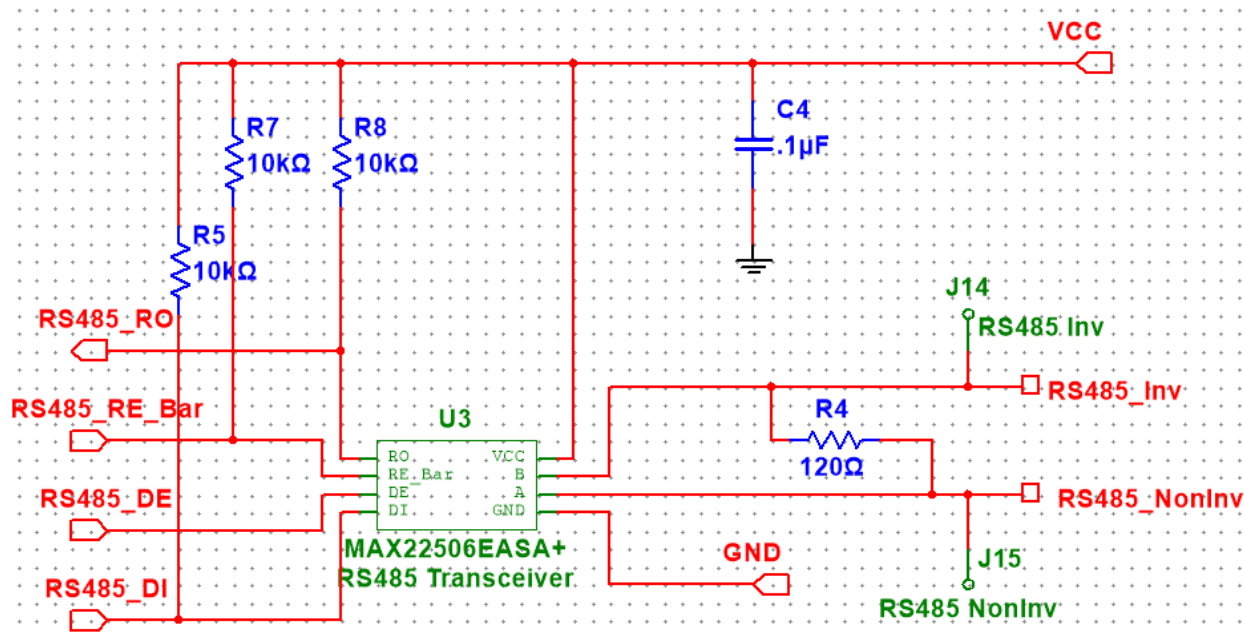 VCC
C4
.1µF
R7
10kΩ
R8
10kΩ
R5
10kΩ
RS485_RO
J14
RS485 Inv
RS485_Inv
RS485_RE_Bar
U3
R4
120Ω
RO
RE_Bar
DE
DI
VCC
B
A
GND
RS485_DE
RS485_NonInv
MAX22506EASA+
RS485 Transceiver
GND
J15
RS485 NonInv
RS485_DI